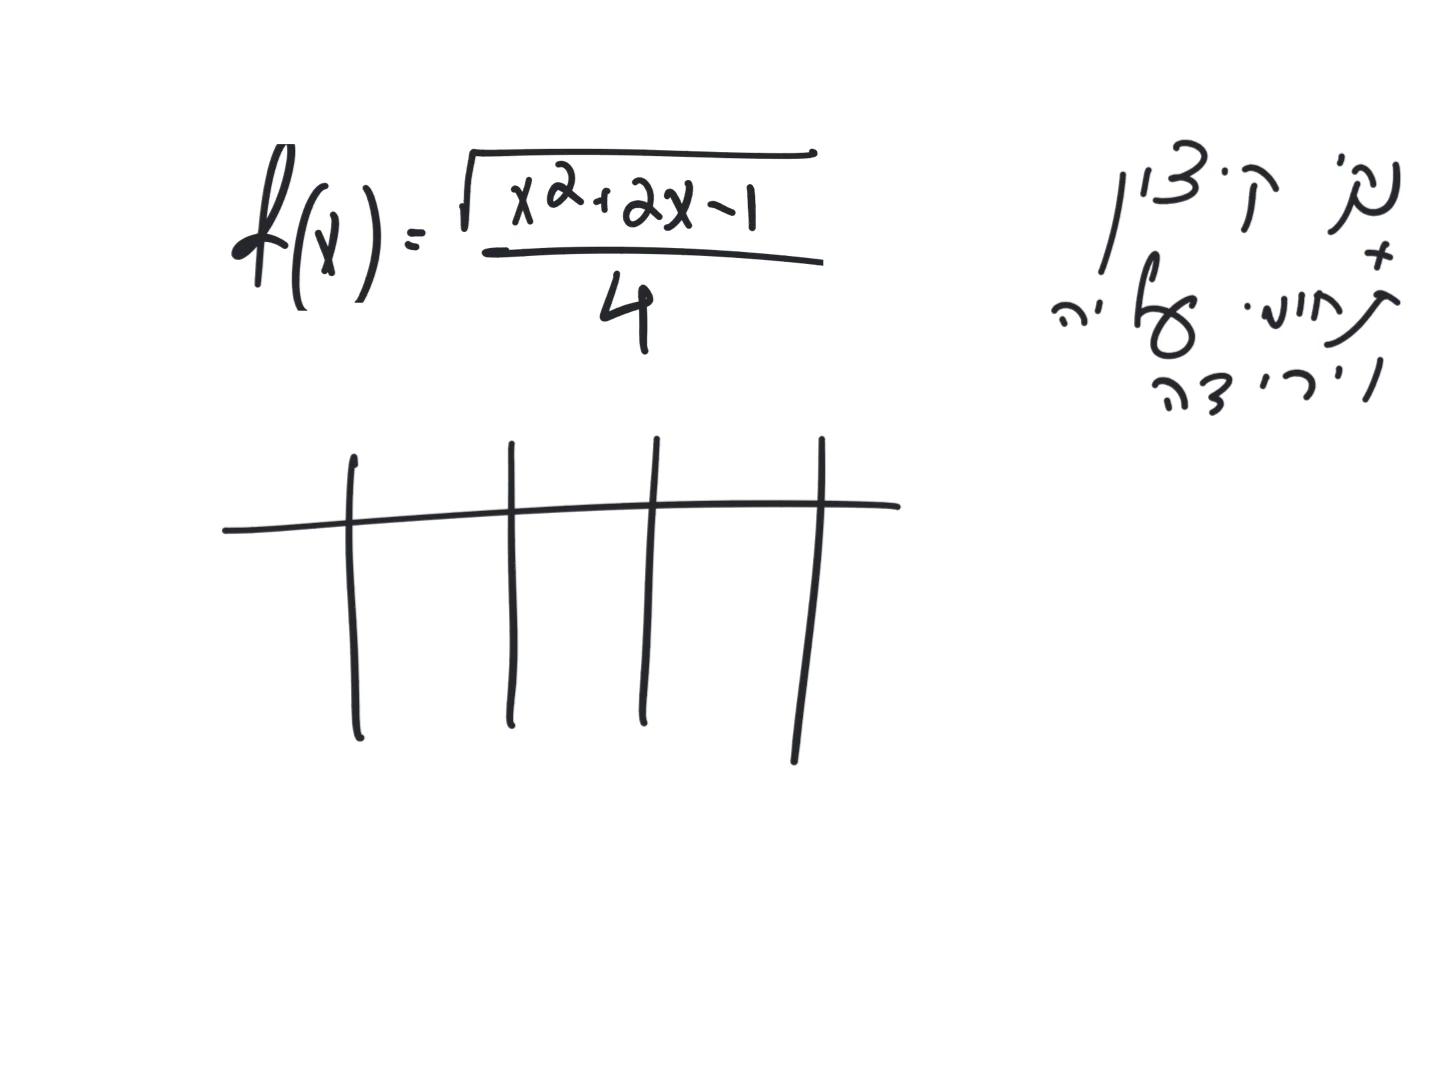 f(x) = √(x²+2x-1) / 4
נק׳ קיצון
+
תחומי עליה
וירידה